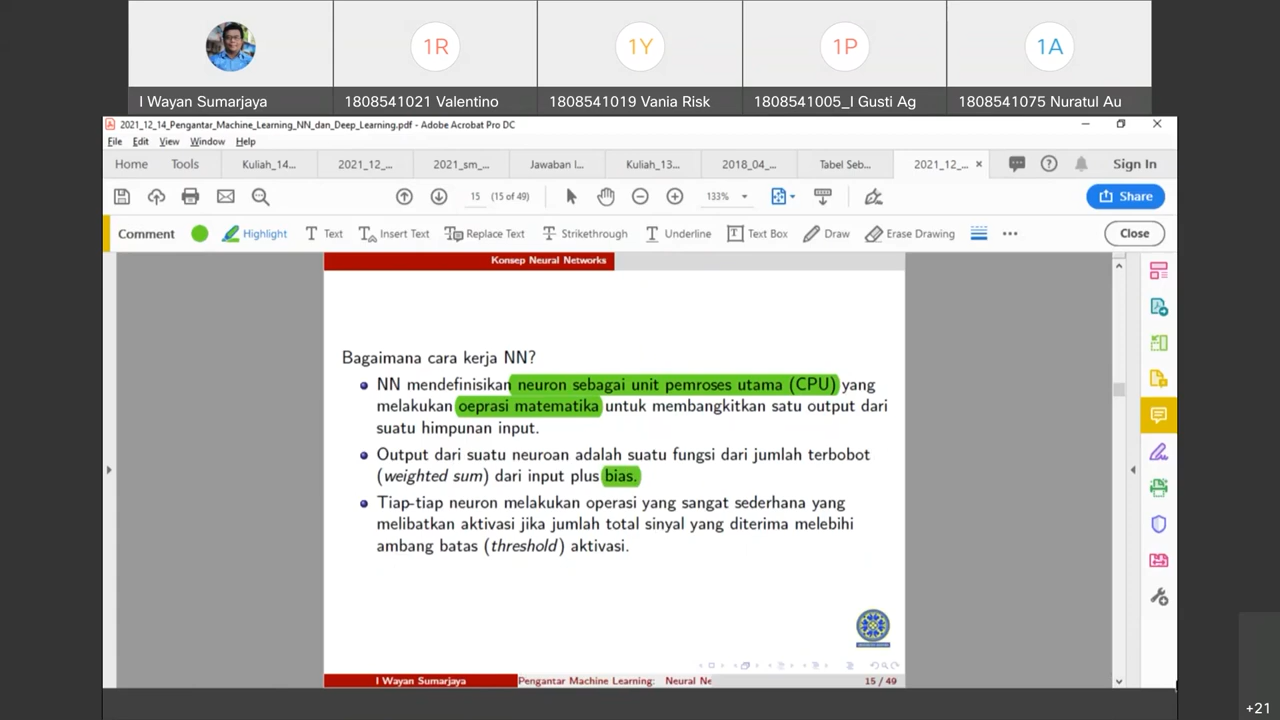 1R
1Y
1P
1A
I Wayan Sumarjaya
1808541021 Valentino
1808541019 Vania Risk
1808541005_I Gusti Ag
1808541075 Nuratul Au
2021_12_14_Pengantar_Machine_Learning_NN_dan_Deep_Learning.pdf - Adobe Acrobat Pro DC
File Edit View Window Help
Home Tools Kuliah_14... 2021_12_... 2021_sm_... Jawaban I... Kuliah_13... 2018_04_... Tabel Seb... 2021_12_... × Sign In
15 (15 of 49) 133% Share
Comment Highlight Text Insert Text Replace Text Strikethrough Underline Text Box Draw Erase Drawing Close
Konsep Neural Networks
Bagaimana cara kerja NN?
NN mendefinisikan neuron sebagai unit pemroses utama (CPU) yang
melakukan oeprasi matematika untuk membangkitkan satu output dari
suatu himpunan input.
Output dari suatu neuroan adalah suatu fungsi dari jumlah terbobot
(weighted sum) dari input plus bias.
Tiap-tiap neuron melakukan operasi yang sangat sederhana yang
melibatkan aktivasi jika jumlah total sinyal yang diterima melebihi
ambang batas (threshold) aktivasi.
I Wayan Sumarjaya Pengantar Machine Learning: Neural Ne 15 / 49
+21